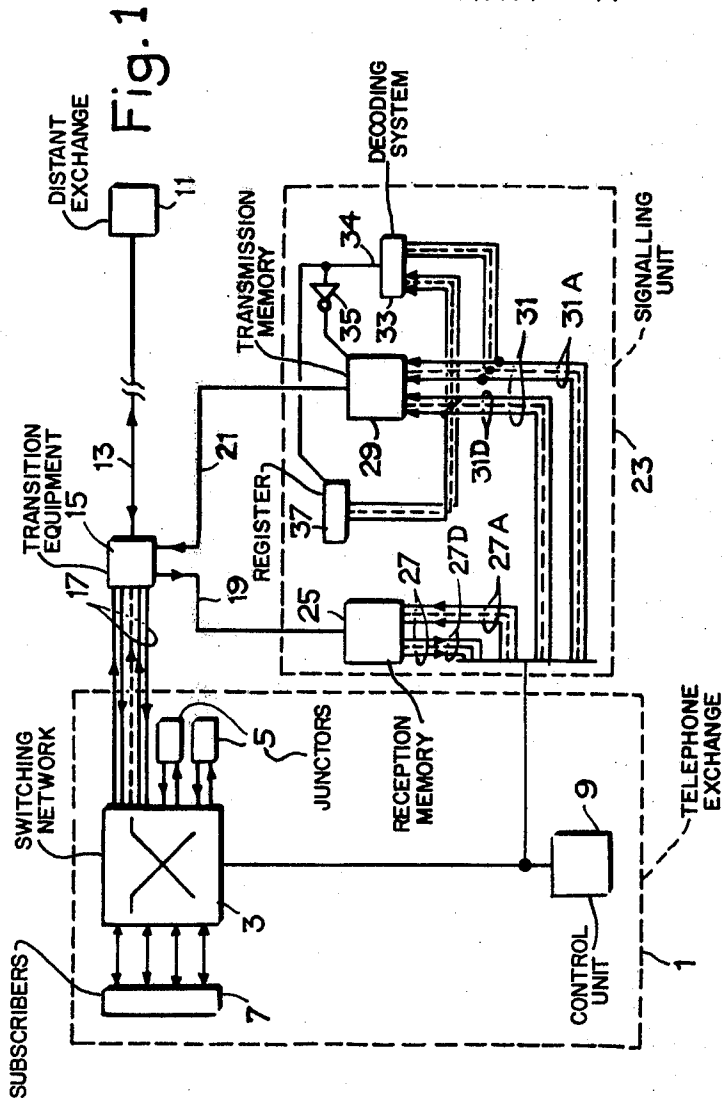 Fig. 1
DISTANT
EXCHANGE
11
13
TRANSITION
EQUIPMENT
15
17
19
21
SWITCHING
NETWORK
3
SUBSCRIBERS
7
5
JUNCTORS
CONTROL
UNIT
9
1
TELEPHONE
EXCHANGE
RECEPTION
MEMORY
25
27
27D
27A
REGISTER
37
TRANSMISSION
MEMORY
29
35
34
33
DECODING
SYSTEM
31D
31
31A
23
SIGNALLING
UNIT